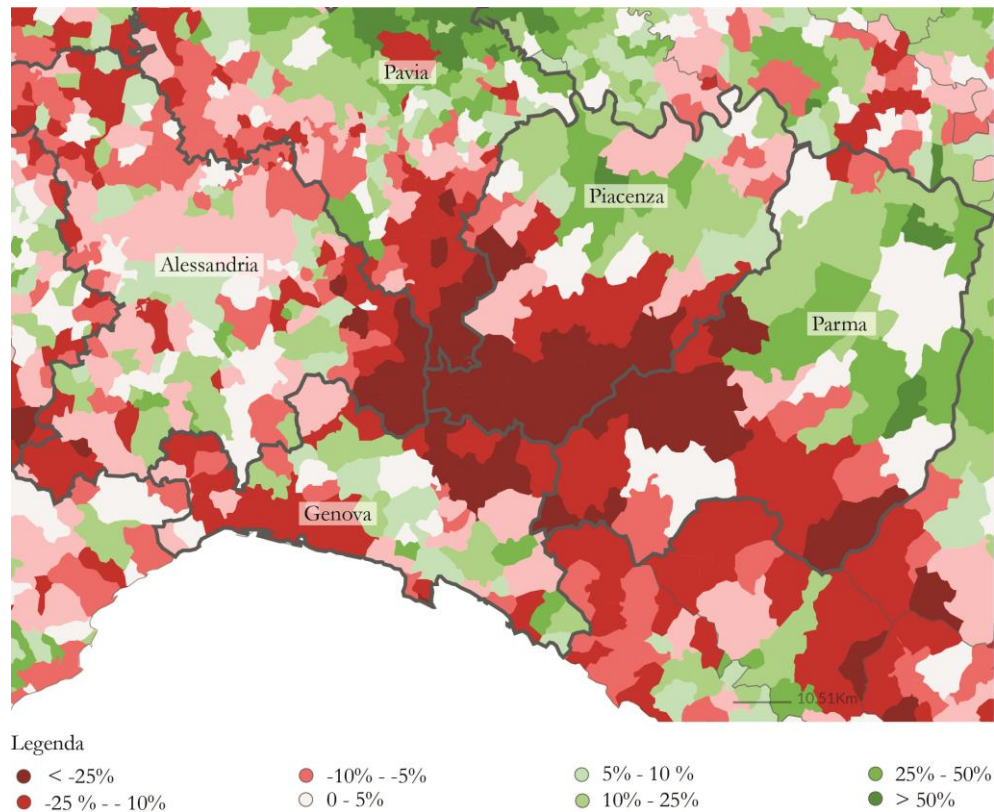 Pavia
Piacenza
Alessandria
Parma
Genova
10.51Km
Legenda
< -25%
-10% - -5%
5% - 10 %
25% - 50%
-25 % - - 10%
0 - 5%
10% - 25%
> 50%